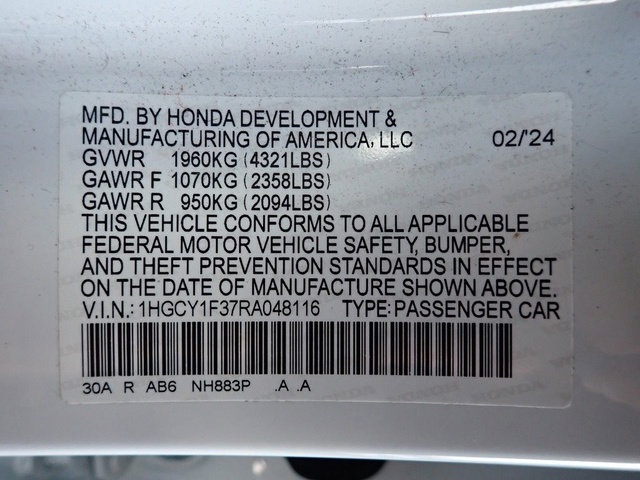 MFD. BY HONDA DEVELOPMENT &
MANUFACTURING OF AMERICA, LLC 02/'24
GVWR 1960KG (4321LBS)
GAWR F 1070KG (2358LBS)
GAWR R 950KG (2094LBS)
THIS VEHICLE CONFORMS TO ALL APPLICABLE
FEDERAL MOTOR VEHICLE SAFETY, BUMPER,
AND THEFT PREVENTION STANDARDS IN EFFECT
ON THE DATE OF MANUFACTURE SHOWN ABOVE.
V.I.N.: 1HGCY1F37RA048116 TYPE: PASSENGER CAR
30A R AB6 NH883P .A .A